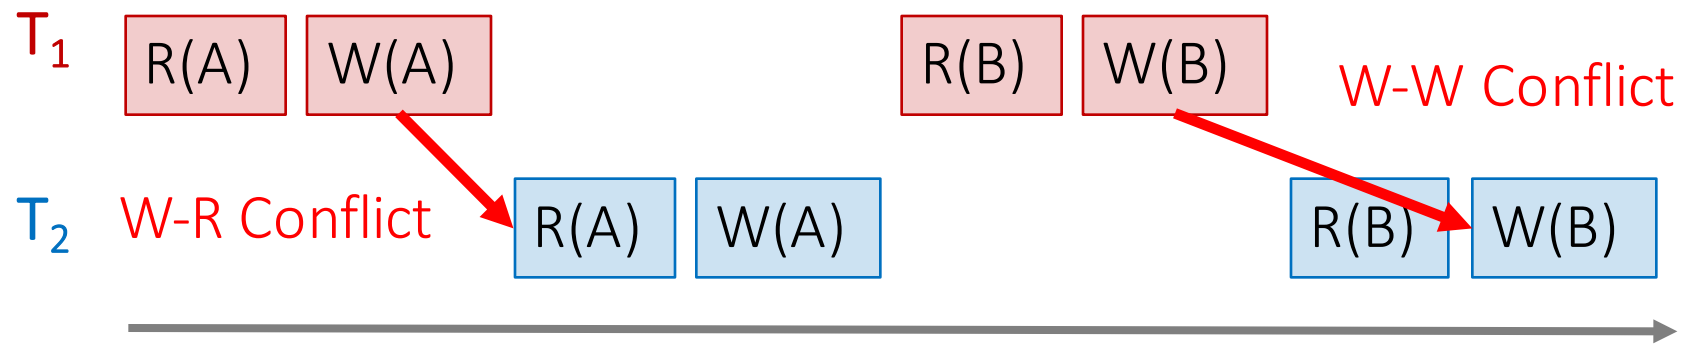 T1 R(A) W(A) R(B) W(B) W-W Conflict
T2 W-R Conflict R(A) W(A) R(B) W(B)